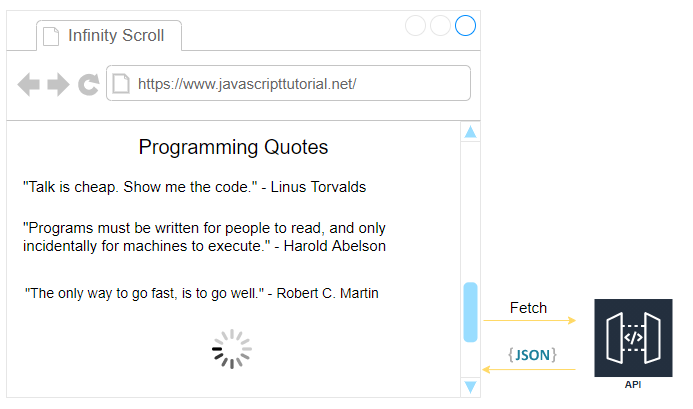 Infinity Scroll
https://www.javascripttutorial.net/
Programming Quotes
"Talk is cheap. Show me the code." - Linus Torvalds
"Programs must be written for people to read, and only
incidentally for machines to execute." - Harold Abelson
"The only way to go fast, is to go well." - Robert C. Martin
Fetch
</>
{JSON}
API